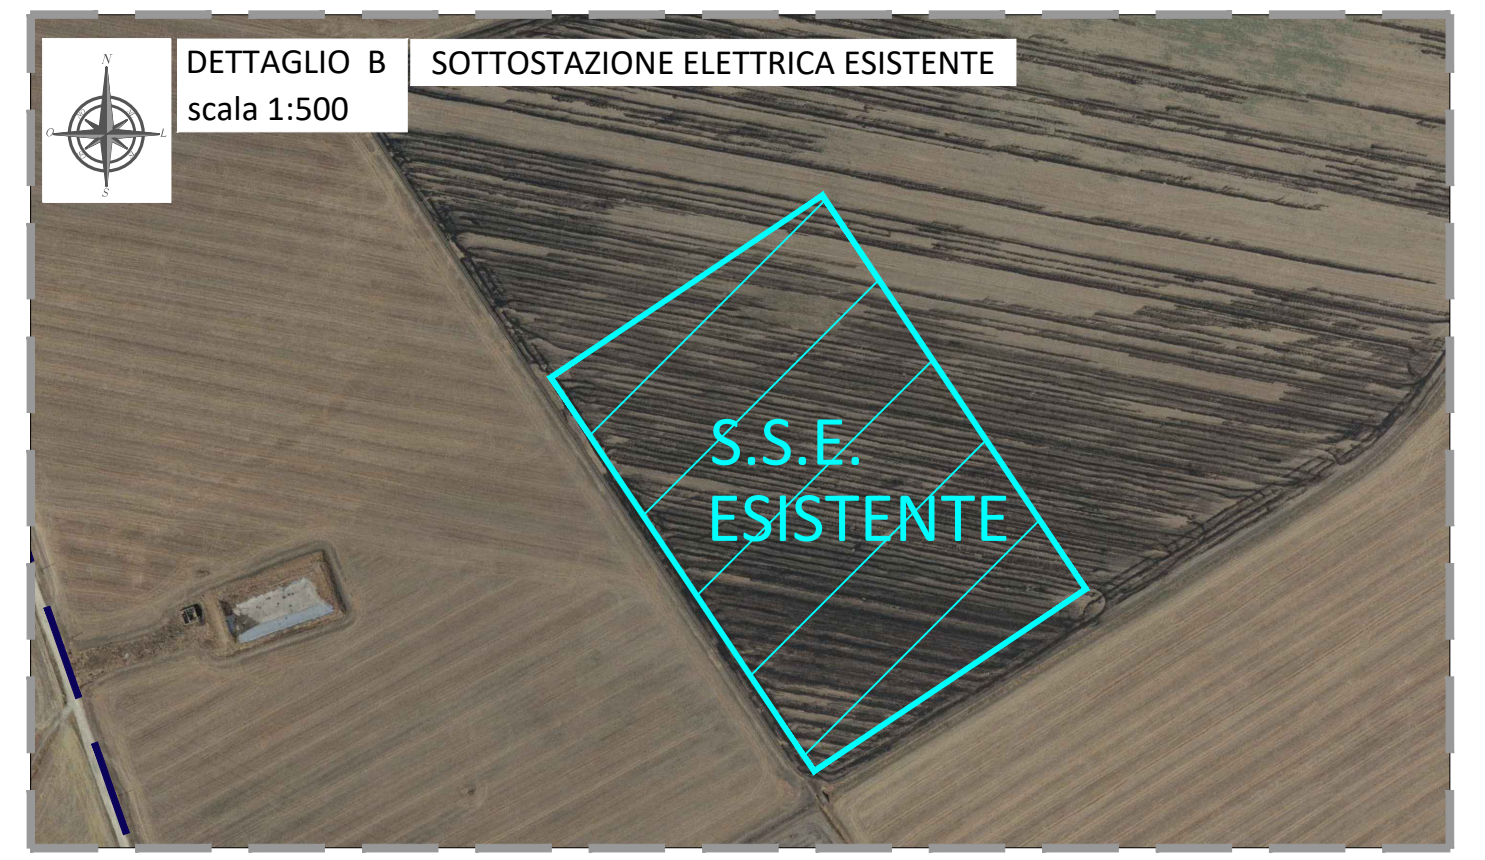 N
O
L
S
DETTAGLIO B
scala 1:500
SOTTOSTAZIONE ELETTRICA ESISTENTE
S.S.E.
ESISTENTE